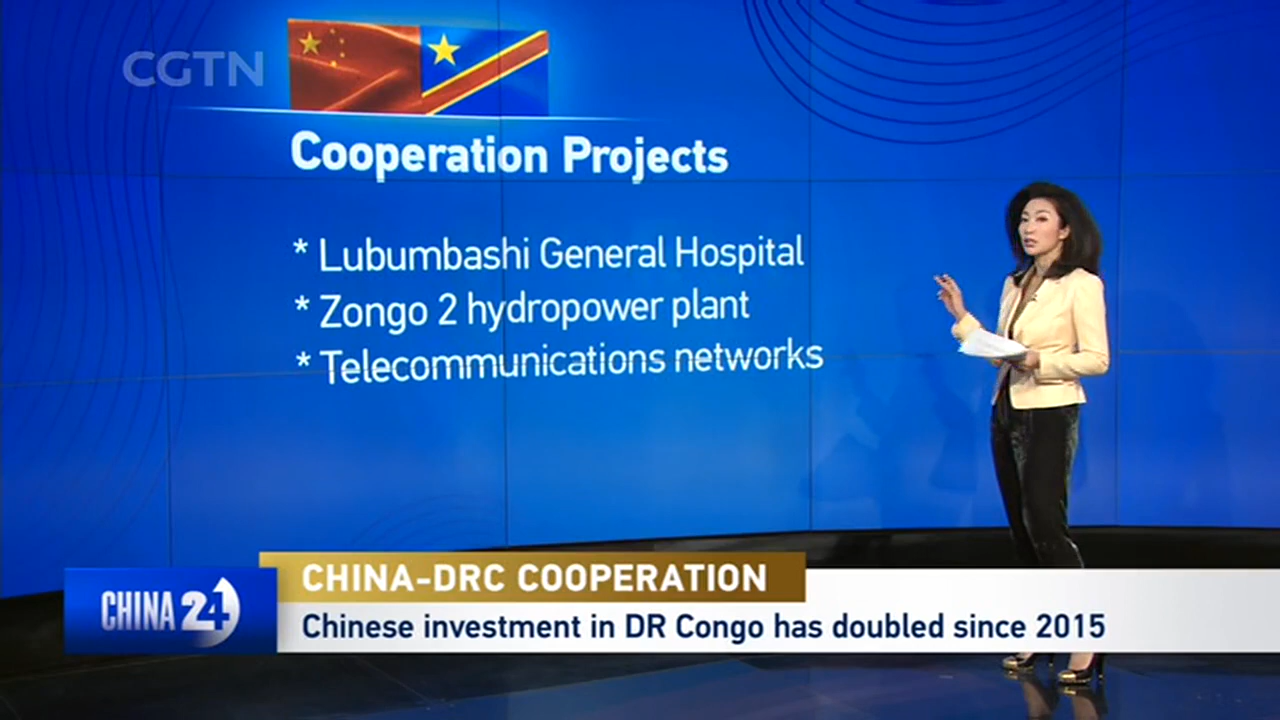 CGTN
Cooperation Projects
* Lubumbashi General Hospital
* Zongo 2 hydropower plant
* Telecommunications networks
CHINA-DRC COOPERATION
CHINA 24
Chinese investment in DR Congo has doubled since 2015